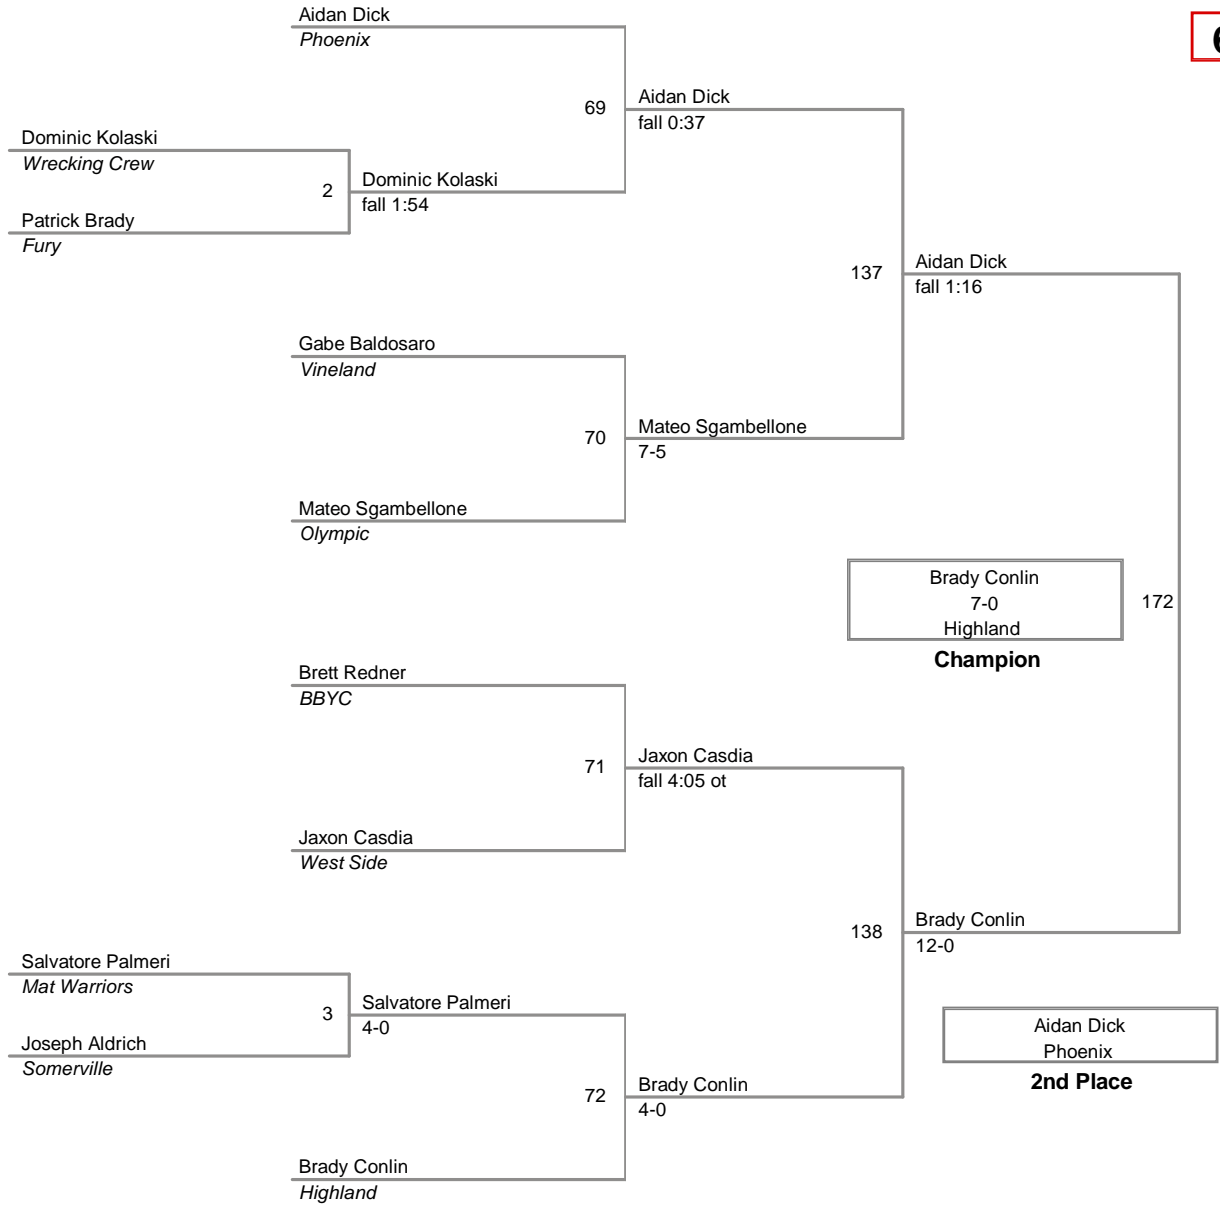 Aidan Dick
Phoenix
6
69
Aidan Dick
fall 0:37
Dominic Kolaski
Wrecking Crew
2
Dominic Kolaski
fall 1:54
Patrick Brady
Fury
137
Aidan Dick
fall 1:16
Gabe Baldosaro
Vineland
70
Mateo Sgambellone
7-5
Mateo Sgambellone
Olympic
Brady Conlin
7-0
Highland
Champion
172
Brett Redner
BBYC
71
Jaxon Casdia
fall 4:05 ot
Jaxon Casdia
West Side
138
Brady Conlin
12-0
Salvatore Palmeri
Mat Warriors
3
Salvatore Palmeri
4-0
Joseph Aldrich
Somerville
Aidan Dick
Phoenix
2nd Place
72
Brady Conlin
4-0
Brady Conlin
Highland